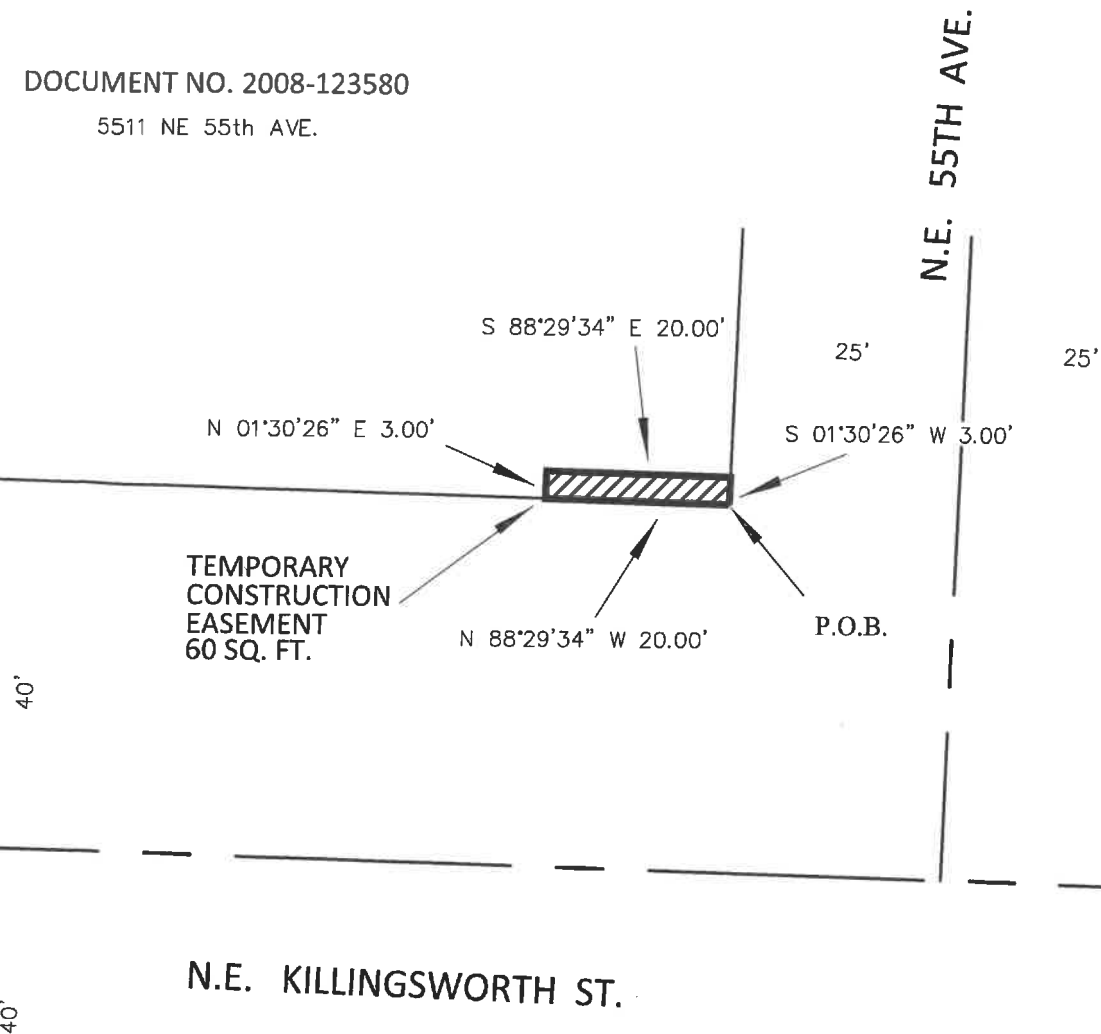 DOCUMENT NO. 2008-123580
5511 NE 55th AVE.
N.E. 55TH AVE.
S 88°29'34" E 20.00'
25'
25'
N 01°30'26" E 3.00'
S 01°30'26" W 3.00'
TEMPORARY
CONSTRUCTION
EASEMENT
60 SQ. FT.
N 88°29'34" W 20.00'
P.O.B.
40'
N.E. KILLINGSWORTH ST.
40'